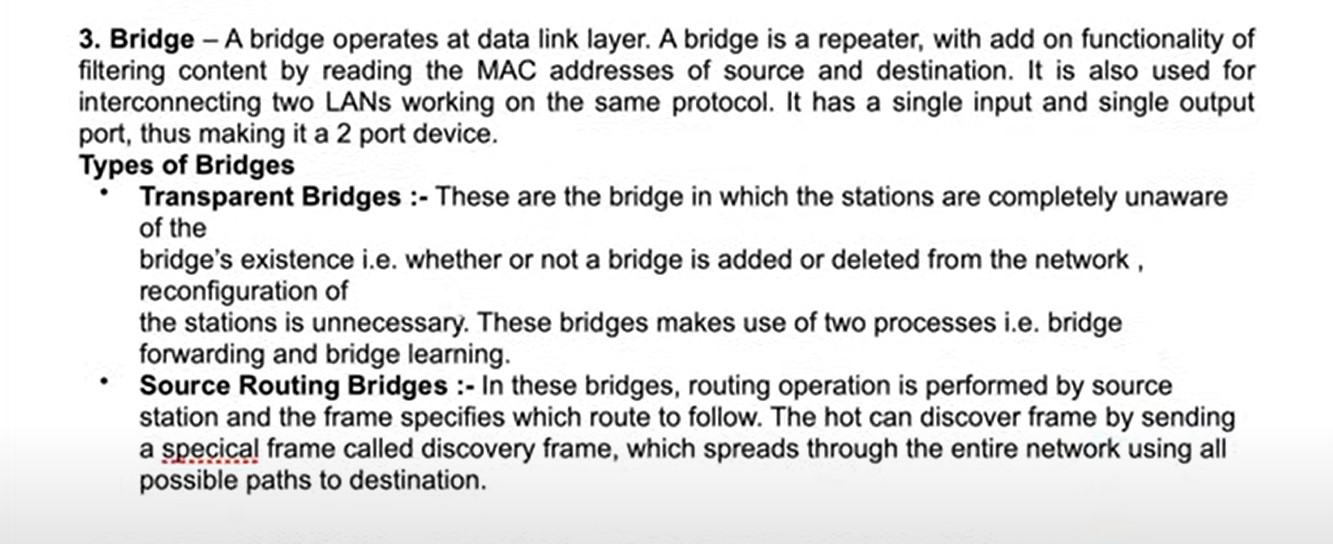 3. Bridge – A bridge operates at data link layer. A bridge is a repeater, with add on functionality of
filtering content by reading the MAC addresses of source and destination. It is also used for
interconnecting two LANs working on the same protocol. It has a single input and single output
port, thus making it a 2 port device.
Types of Bridges
• Transparent Bridges :- These are the bridge in which the stations are completely unaware
of the
bridge's existence i.e. whether or not a bridge is added or deleted from the network ,
reconfiguration of
the stations is unnecessary. These bridges makes use of two processes i.e. bridge
forwarding and bridge learning.
• Source Routing Bridges :- In these bridges, routing operation is performed by source
station and the frame specifies which route to follow. The hot can discover frame by sending
a specical frame called discovery frame, which spreads through the entire network using all
possible paths to destination.